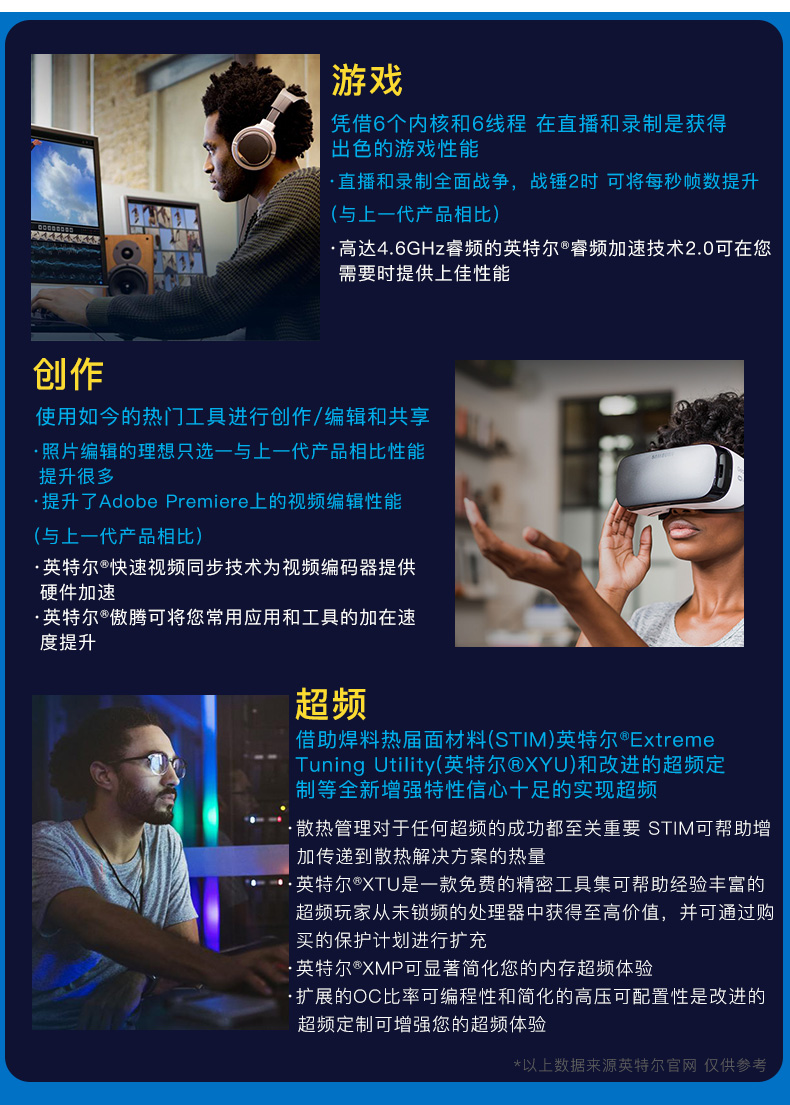 游戏
凭借6个内核和6线程 在直播和录制是获得
出色的游戏性能
·直播和录制全面战争，战锤2时 可将每秒帧数提升
(与上一代产品相比)
·高达4.6GHz睿频的英特尔®睿频加速技术2.0可在您
需要时提供上佳性能
创作
使用如今的热门工具进行创作/编辑和共享
·照片编辑的理想只选一与上一代产品相比性能
提升很多
·提升了Adobe Premiere上的视频编辑性能
(与上一代产品相比)
·英特尔®快速视频同步技术为视频编码器提供
硬件加速
·英特尔®傲腾可将您常用应用和工具的加在速
度提升
超频
借助焊料热届面材料(STIM)英特尔®Extreme
Tuning Utility(英特尔®XYU)和改进的超频定
制等全新增强特性信心十足的实现超频
·散热管理对于任何超频的成功都至关重要 STIM可帮助增
加传递到散热解决方案的热量
·英特尔®XTU是一款免费的精密工具集可帮助经验丰富的
超频玩家从未锁频的处理器中获得至高价值，并可通过购
买的保护计划进行扩充
·英特尔®XMP可显著简化您的内存超频体验
·扩展的OC比率可编程性和简化的高压可配置性是改进的
超频定制可增强您的超频体验
*以上数据来源英特尔官网 仅供参考